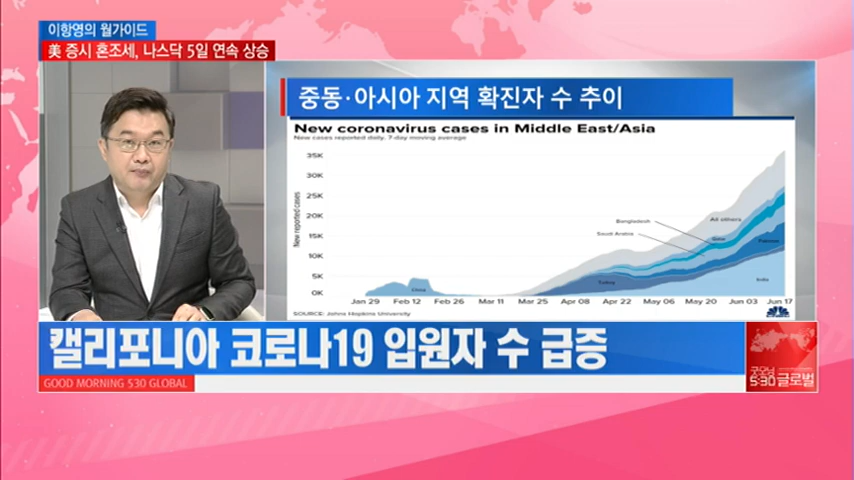 이항영의 월가이드
美 증시 혼조세, 나스닥 5일 연속 상승
중동·아시아 지역 확진자 수 추이
New coronavirus cases in Middle East/Asia
New cases reported daily. 7-day moving average
New reported cases
35K
30K
25K
20K
15K
10K
5K
0K
Bangladesh
All others
Saudi Arabia
Qatar
Pakistan
Turkey
India
China
Jan 29
Feb 12
Feb 26
Mar 11
Mar 25
Apr 08
Apr 22
May 06
May 20
Jun 03
Jun 17
SOURCE: Johns Hopkins University
캘리포니아 코로나19 입원자 수 급증
GOOD MORNING 530 GLOBAL
굿모닝
5:30 글로벌